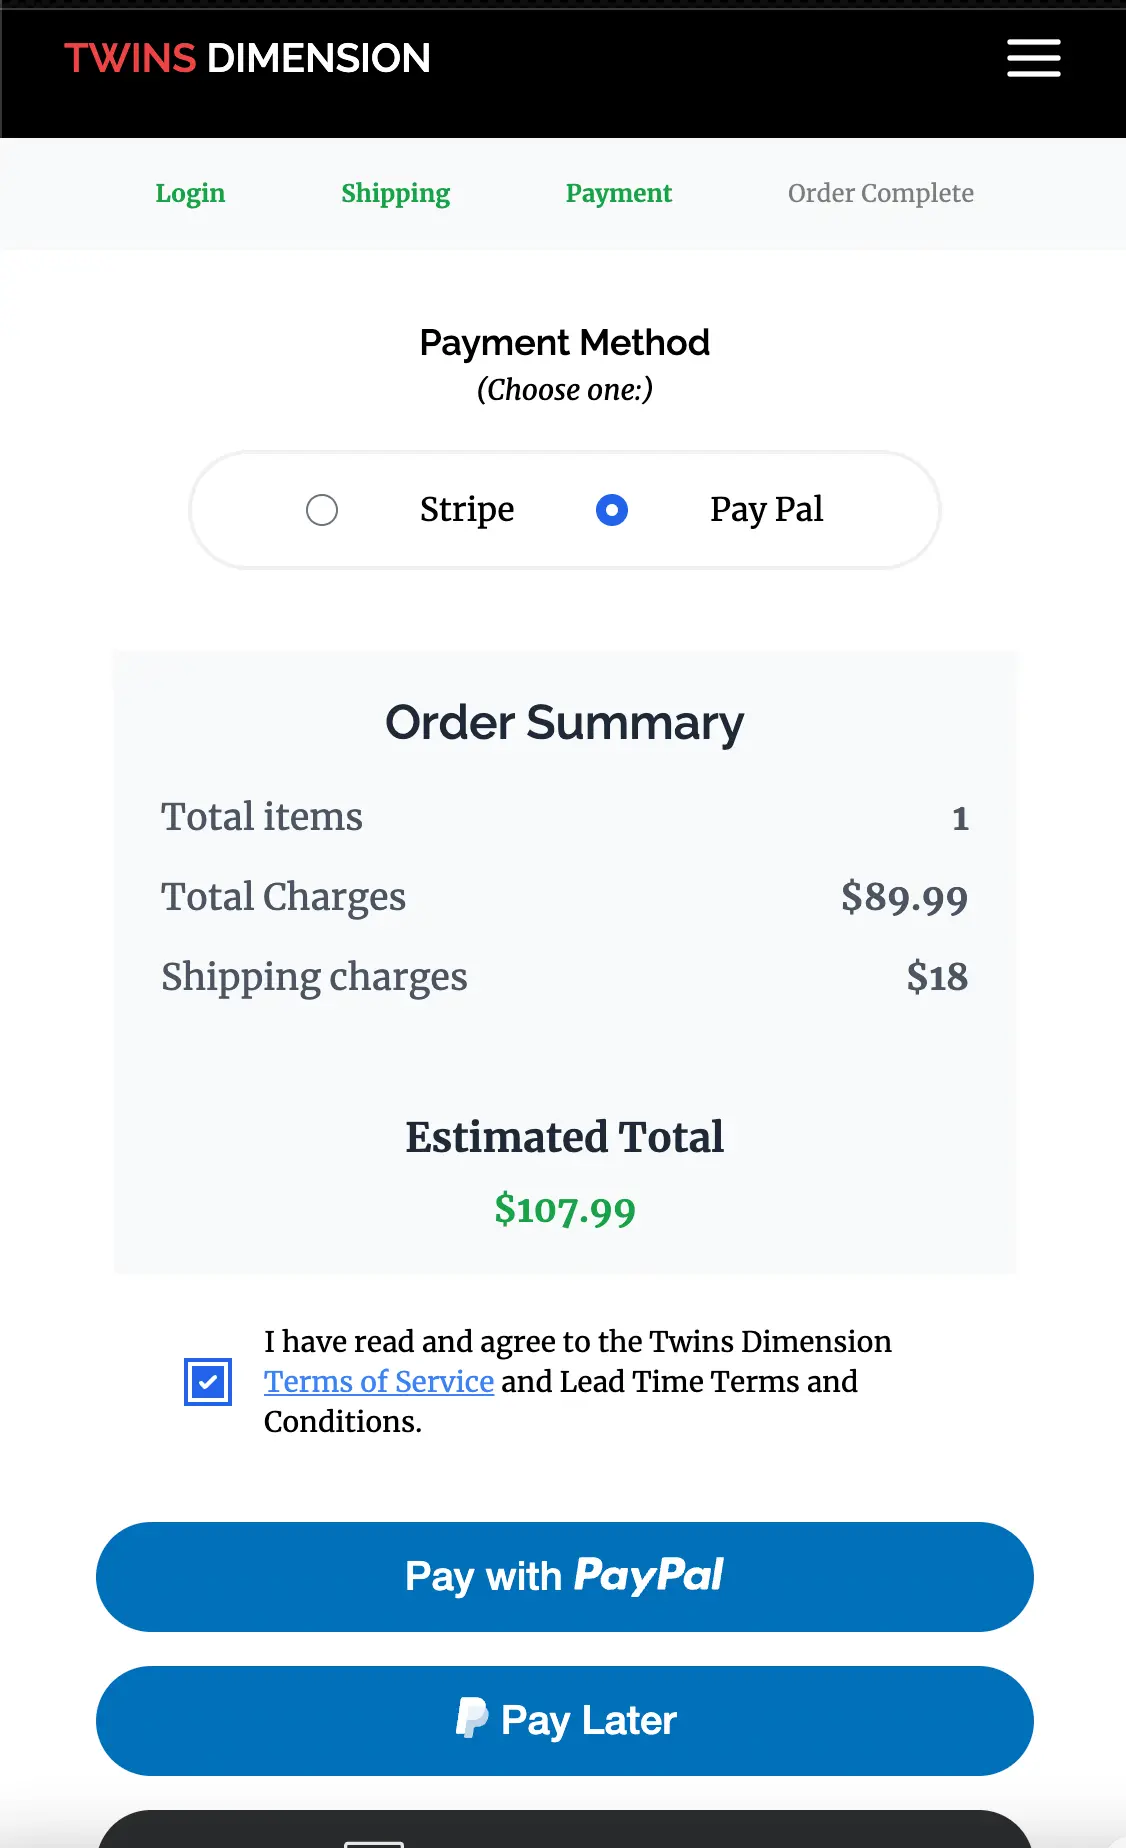 TWINS DIMENSION
Login Shipping Payment Order Complete
Payment Method
(Choose one:)
Stripe Pay Pal
Order Summary
Total items 1
Total Charges $89.99
Shipping charges $18
Estimated Total
$107.99
I have read and agree to the Twins Dimension
Terms of Service and Lead Time Terms and
Conditions.
Pay with PayPal
Pay Later